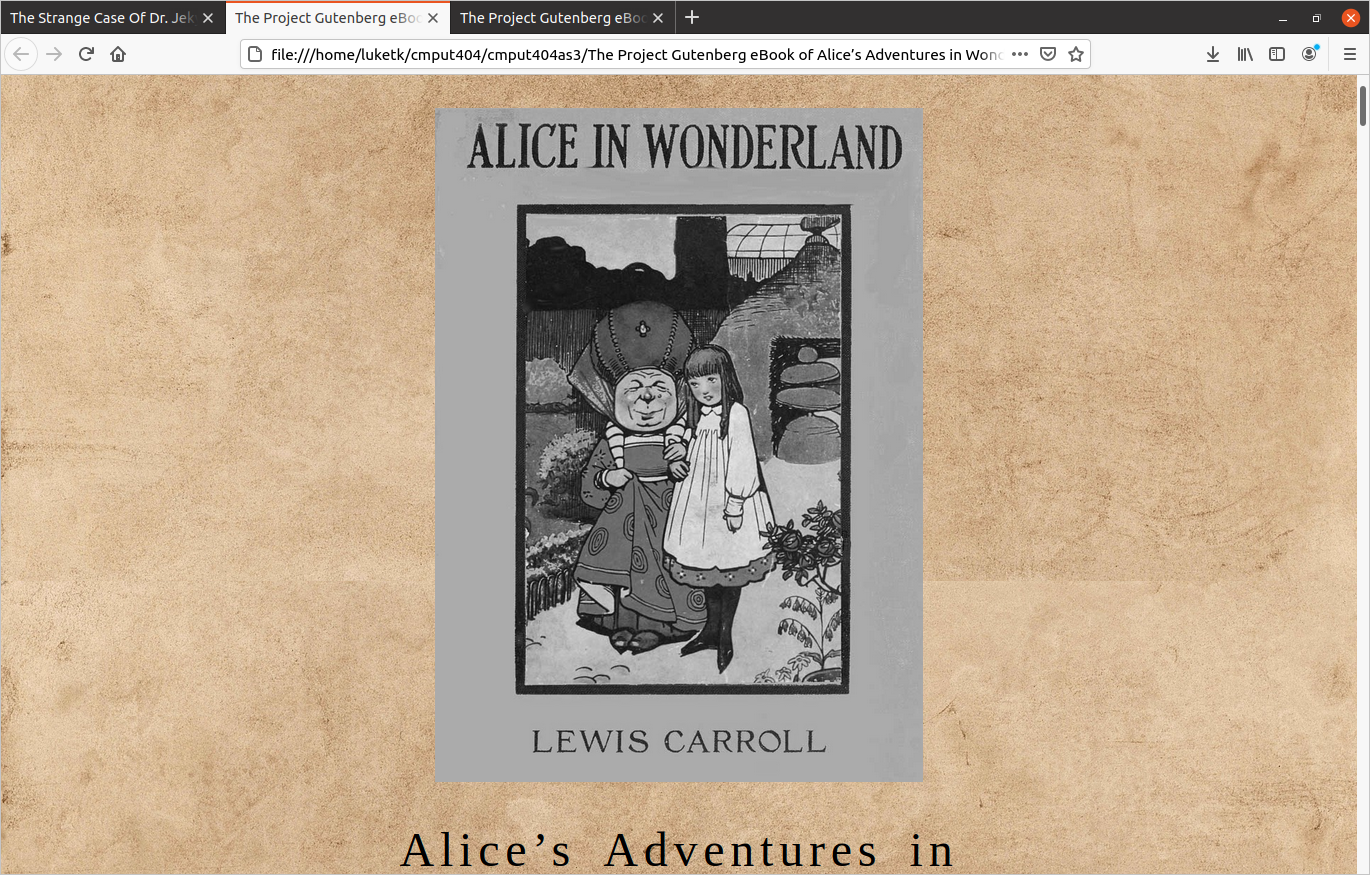 The Strange Case Of Dr. Jek
The Project Gutenberg eBoo
The Project Gutenberg eBoo
file:///home/luketk/cmput404/cmput404as3/The Project Gutenberg eBook of Alice’s Adventures in Wond
ALICE IN WONDERLAND
LEWIS CARROLL
Alice’s Adventures in